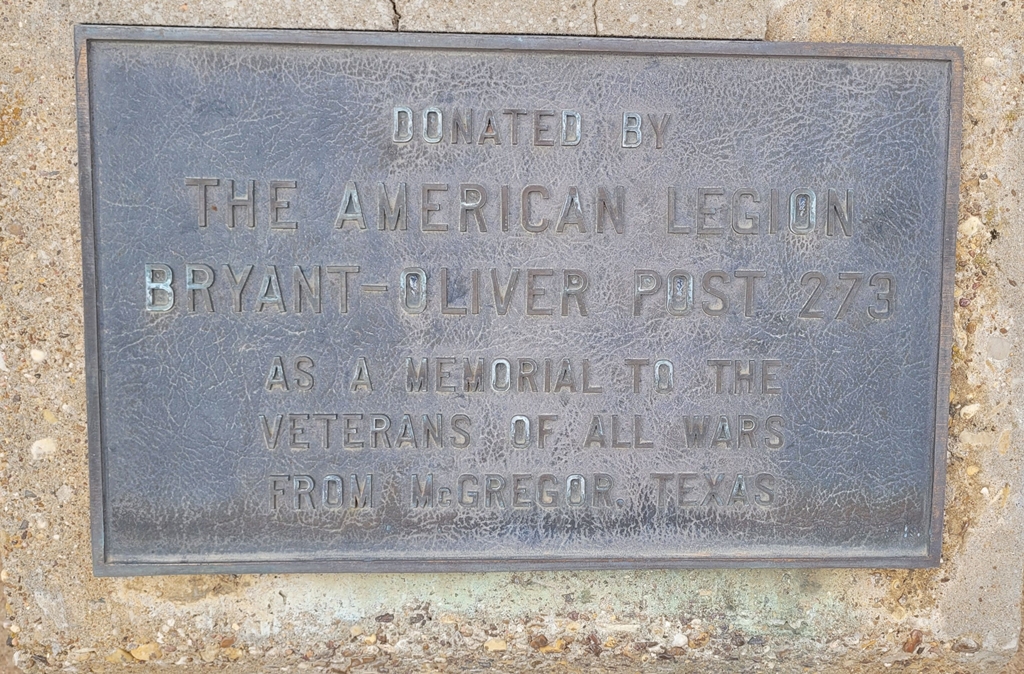 DONATED BY
THE AMERICAN LEGION
BRYANT-OLIVER POST 273
AS A MEMORIAL TO THE
VETERANS OF ALL WARS
FROM McGREGOR, TEXAS